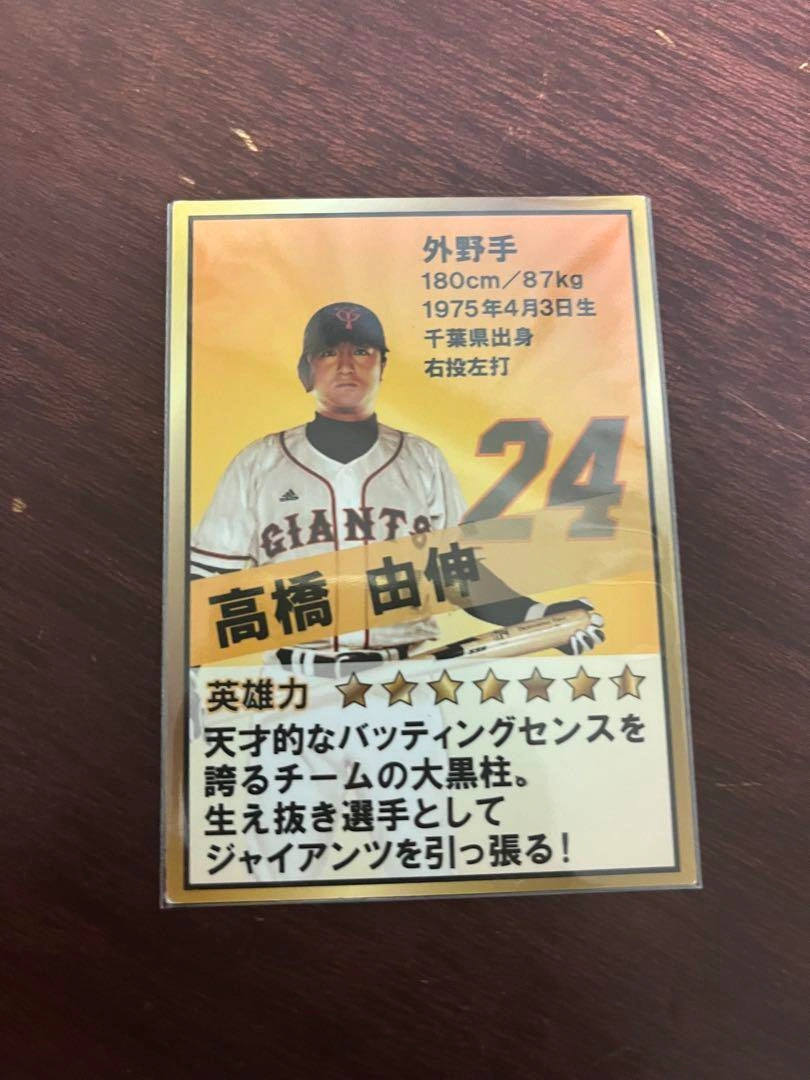 外野手
180cm/87kg
1975年4月3日生
千葉県出身
右投左打
24
adidas
GIANTS
高橋 由伸
英雄力 ★★★★★★⯨
天才的なバッティングセンスを
誇るチームの大黒柱。
生え抜き選手として
ジャイアンツを引っ張る!